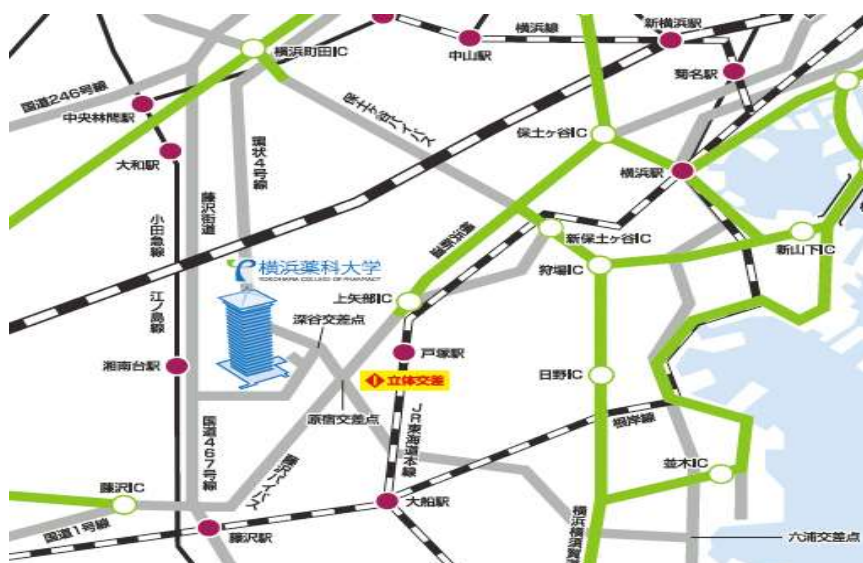 横浜線
新横浜駅
中山駅
横浜町田IC
菊名駅
国道246号線
中央林間駅
保土ヶ谷バイパス
保土ヶ谷IC
環状4号線
大和駅
横浜駅
藤沢街道
小田急線
横浜新道
新保土ヶ谷IC
新山下IC
横浜薬科大学
YOKOHAMA COLLEGE OF PHARMACY
狩場IC
江ノ島線
上矢部IC
深谷交差点
戸塚駅
湘南台駅
立体交差
日野IC
原宿交差点
JR東海道本線
根岸線
国道467号線
藤沢バイパス
並木IC
藤沢IC
大船駅
国道1号線
藤沢駅
横浜横須賀
六浦交差点